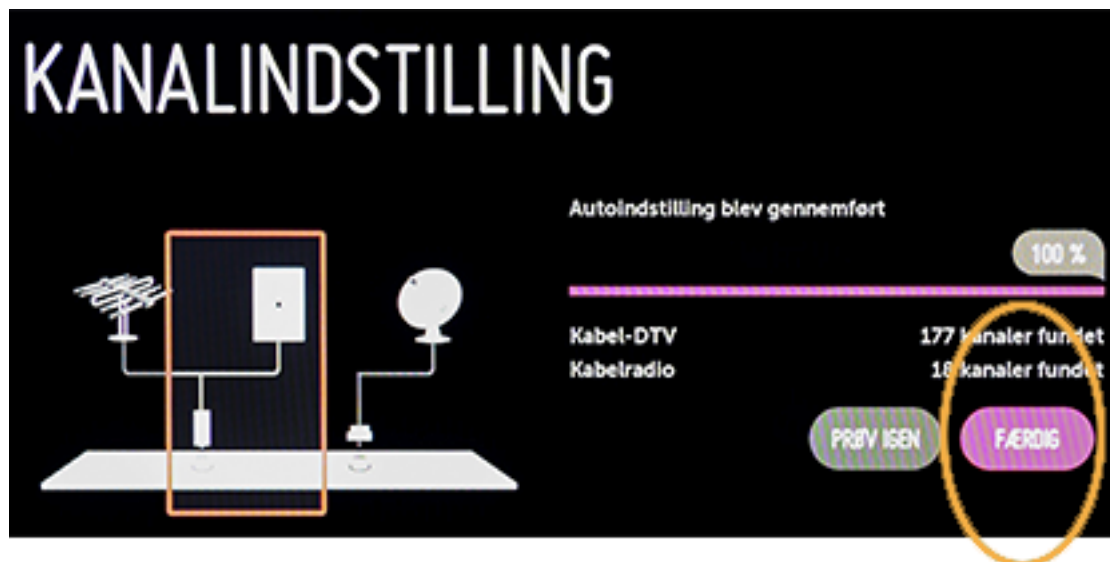 KANALINDSTILLING
Autoindstilling blev gennemført
100 %
Kabel-DTV 177 kanaler fundet
Kabelradio 18 kanaler fundet
PRØV IGEN FÆRDIG